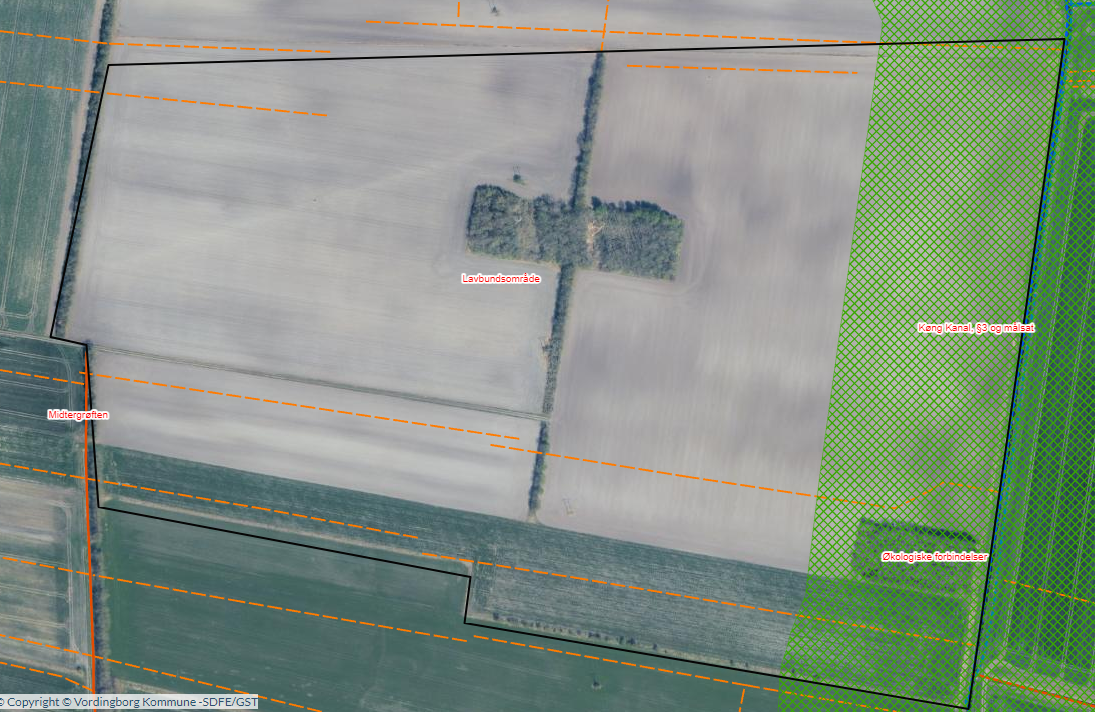 Lavbundsområde
Køng Kanal, §3 og målsat
Midtergrøften
Økologiske forbindelser
© Copyright © Vordingborg Kommune -SDFE/GST